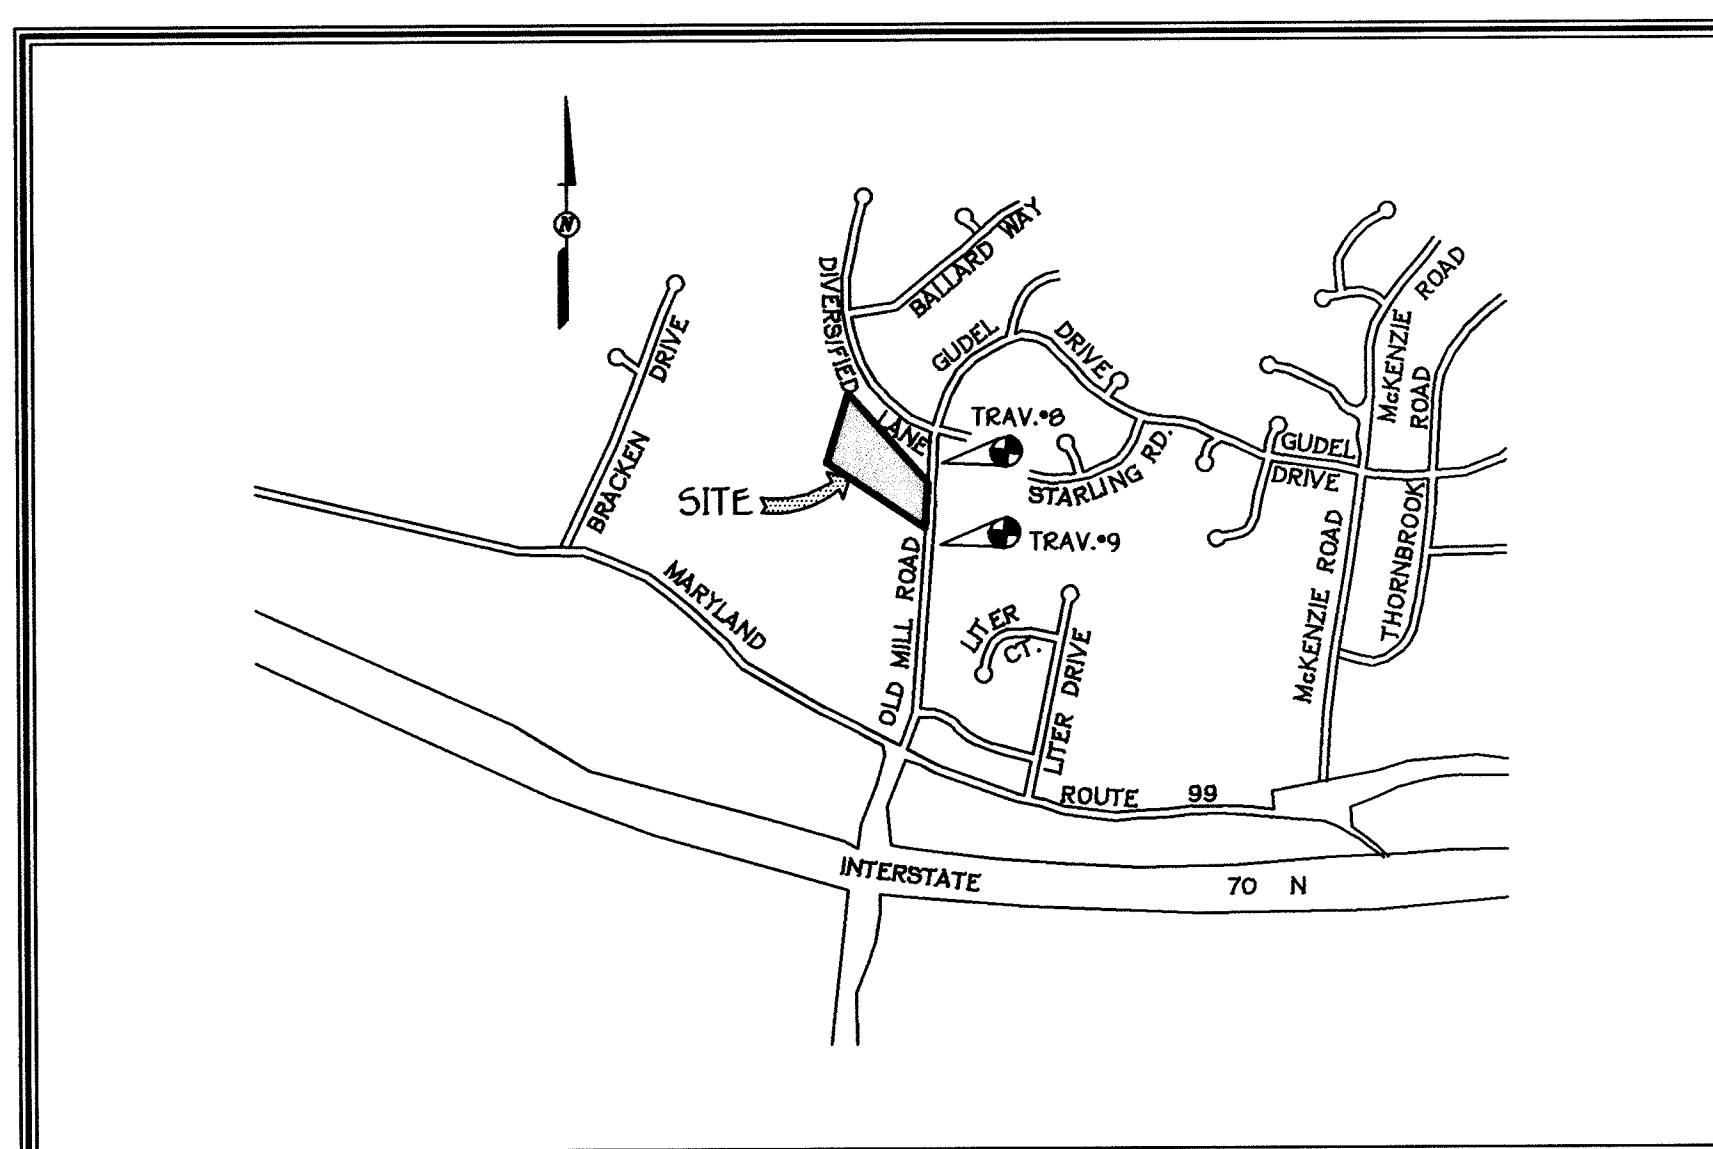 N
BALLARD WAY
DIVERSIFIED LANE
GUDEL DRIVE
McKENZIE ROAD
BRACKEN DRIVE
TRAV.#8
STARLING RD.
GUDEL DRIVE
THORNBROOK ROAD
SITE
TRAV.#9
OLD MILL ROAD
McKENZIE ROAD
LITER CT.
LITER DRIVE
MARYLAND ROUTE 99
INTERSTATE 70 N